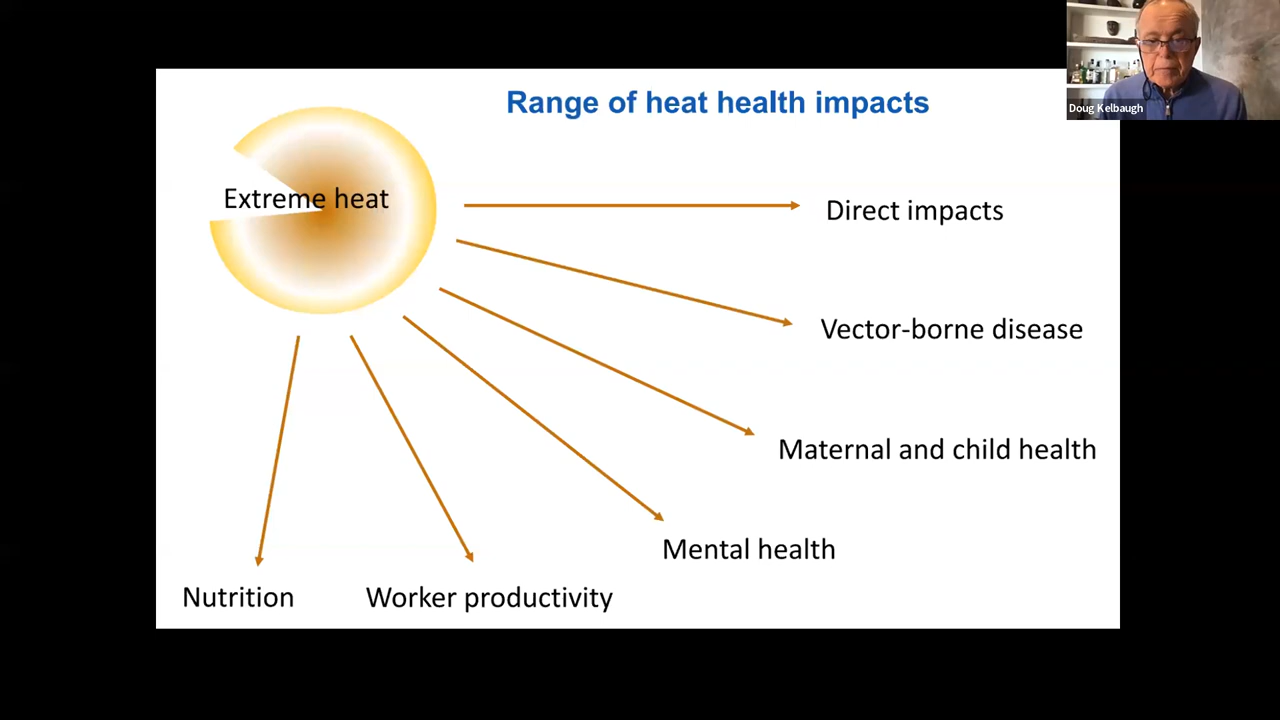 Doug Kelbaugh
Range of heat health impacts
Extreme heat
Direct impacts
Vector-borne disease
Maternal and child health
Mental health
Nutrition
Worker productivity